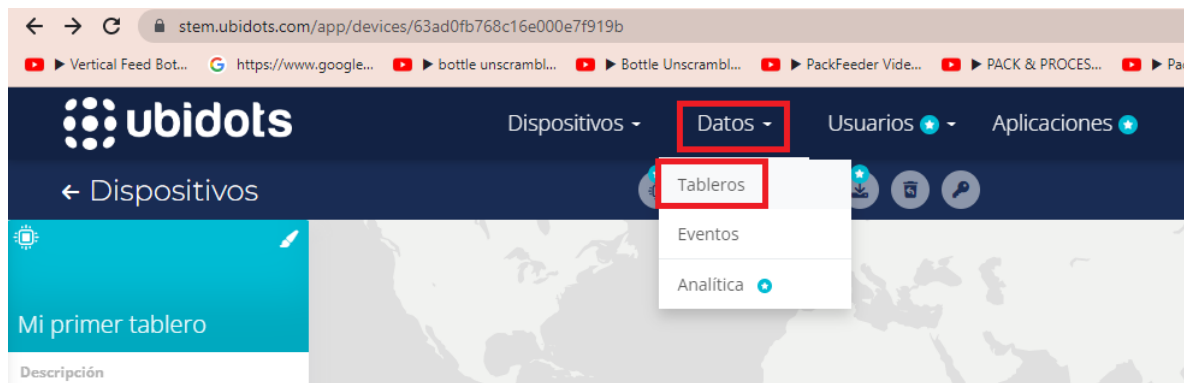 stem.ubidots.com/app/devices/63ad0fb768c16e000e7f919b
Vertical Feed Bot... https://www.google... bottle unscrambl... Bottle Unscrambl... PackFeeder Vide... PACK & PROCES... Pa
ubidots Dispositivos Datos Usuarios Aplicaciones
← Dispositivos
Tableros
Eventos
Analítica
Mi primer tablero
Descripción